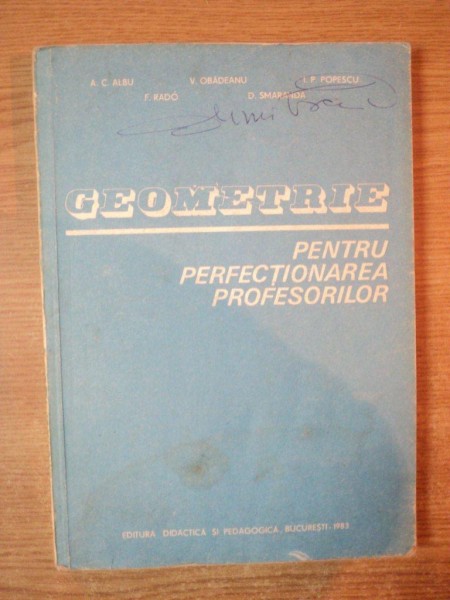 A. C. ALBU V. OBĂDEANU I. P. POPESCU
F. RADÓ D. SMARANDA
GEOMETRIE
PENTRU
PERFECȚIONAREA
PROFESORILOR
EDITURA DIDACTICĂ ȘI PEDAGOGICĂ, BUCUREȘTI - 1983